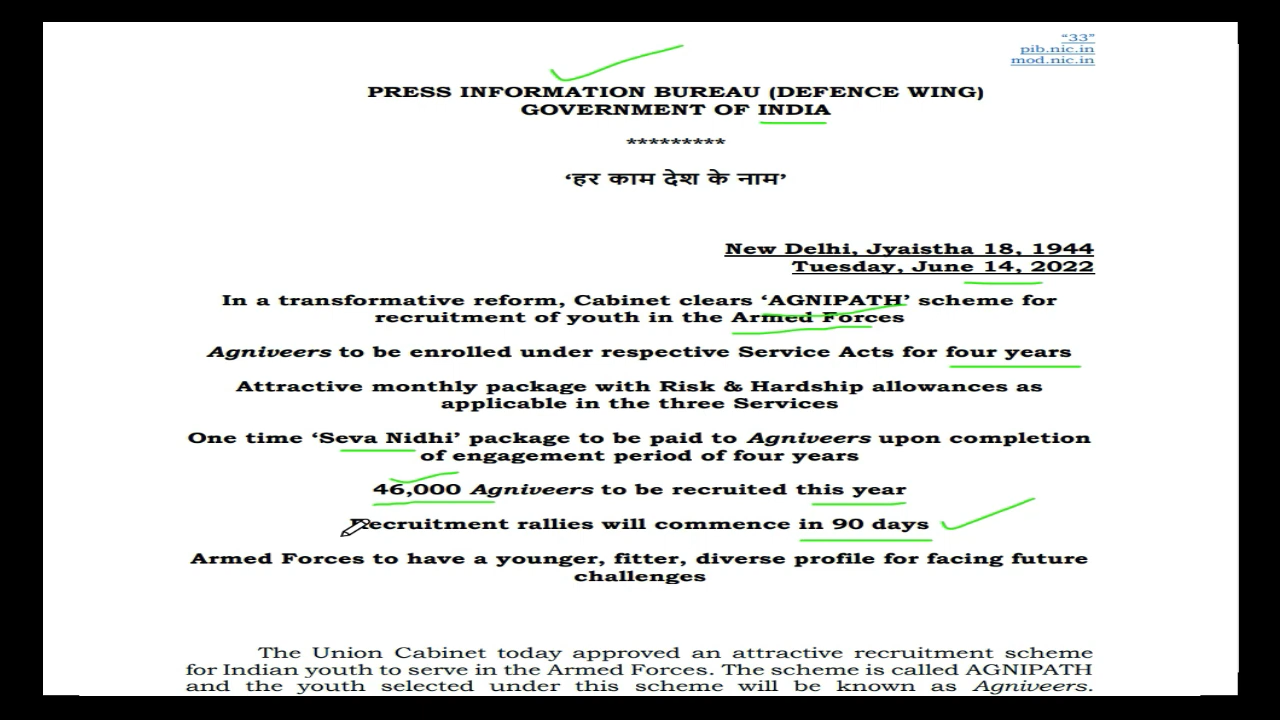 “33”
pib.nic.in
mod.nic.in
PRESS INFORMATION BUREAU (DEFENCE WING)
GOVERNMENT OF INDIA
*********
‘हर काम देश के नाम’
New Delhi, Jyaistha 18, 1944
Tuesday, June 14, 2022
In a transformative reform, Cabinet clears ‘AGNIPATH’ scheme for
recruitment of youth in the Armed Forces
Agniveers to be enrolled under respective Service Acts for four years
Attractive monthly package with Risk & Hardship allowances as
applicable in the three Services
One time ‘Seva Nidhi’ package to be paid to Agniveers upon completion
of engagement period of four years
46,000 Agniveers to be recruited this year
Recruitment rallies will commence in 90 days
Armed Forces to have a younger, fitter, diverse profile for facing future
challenges
The Union Cabinet today approved an attractive recruitment scheme
for Indian youth to serve in the Armed Forces. The scheme is called AGNIPATH
and the youth selected under this scheme will be known as Agniveers.